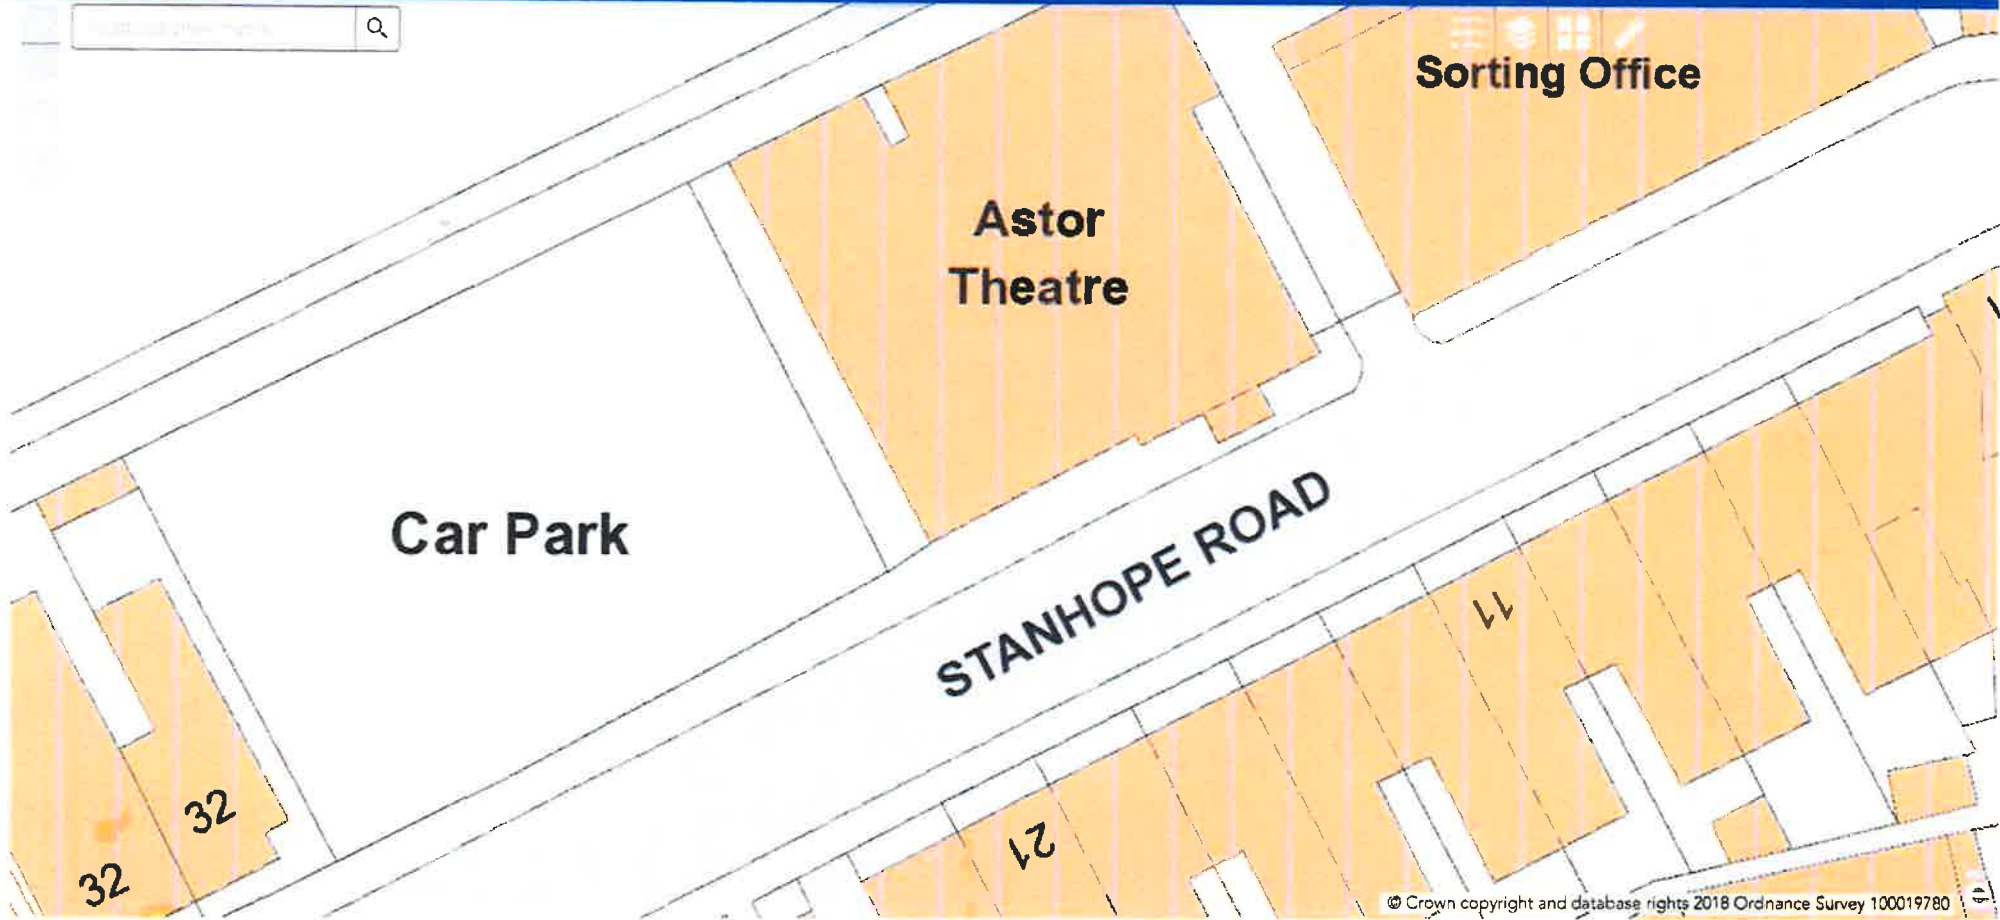 Sorting Office
Astor
Theatre
Car Park
STANHOPE ROAD
11
21
32
32
© Crown copyright and database rights 2018 Ordnance Survey 100019780